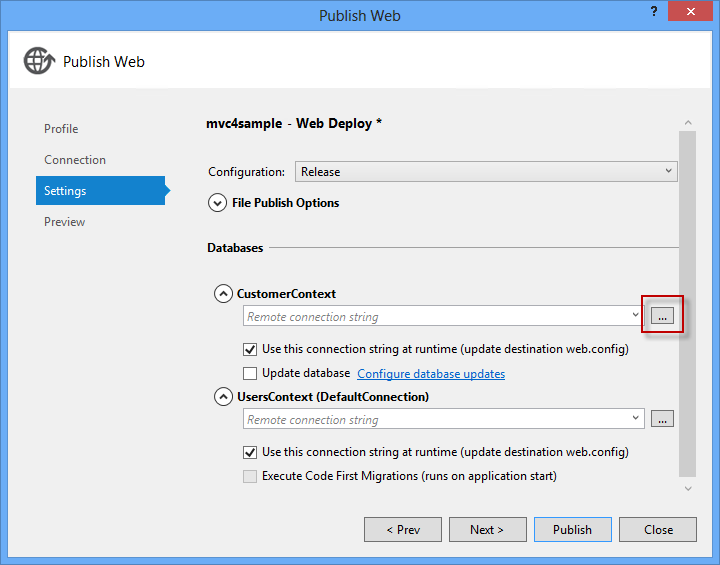 Publish Web
?
Publish Web
Profile
Connection
Settings
Preview
mvc4sample - Web Deploy *
Configuration: Release
File Publish Options
Databases
CustomerContext
Remote connection string
...
Use this connection string at runtime (update destination web.config)
Update database Configure database updates
UsersContext (DefaultConnection)
Remote connection string
...
Use this connection string at runtime (update destination web.config)
Execute Code First Migrations (runs on application start)
< Prev Next > Publish Close